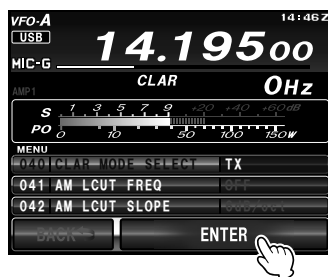 VFO-A 14:46Z
USB
14.19500
MIC-G
CLAR 0Hz
AMP1
S 1 3 5 7 9 +20 +40 +60dB
PO 0 10 50 100 150W
MENU
040 CLAR MODE SELECT TX
041 AM LCUT FREQ OFF
042 AM LCUT SLOPE
BACK ENTER